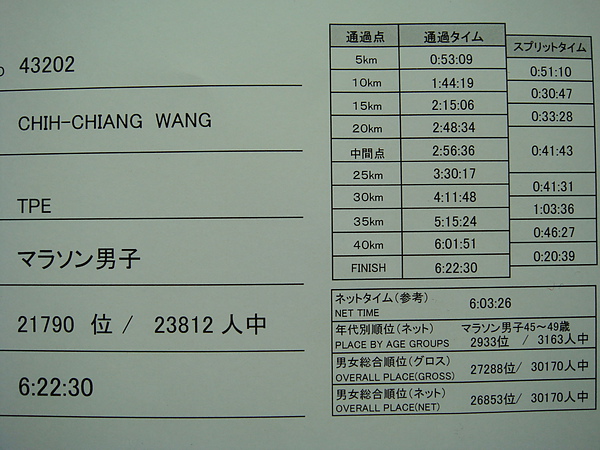 43202
CHIH-CHIANG WANG
TPE
マラソン男子
21790 位 / 23812 人中
6:22:30
通過点 通過タイム スプリットタイム
5km 0:53:09
0:51:10
10km 1:44:19
0:30:47
15km 2:15:06
0:33:28
20km 2:48:34
中間点 2:56:36
0:41:43
25km 3:30:17
0:41:31
30km 4:11:48
1:03:36
35km 5:15:24
0:46:27
40km 6:01:51
0:20:39
FINISH 6:22:30
ネットタイム(参考) 6:03:26
NET TIME
年代別順位(ネット) マラソン男子45～49歳
PLACE BY AGE GROUPS 2933位 / 3163人中
男女総合順位(グロス) 27288位/ 30170人中
OVERALL PLACE(GROSS)
男女総合順位(ネット) 26853位/ 30170人中
OVERALL PLACE(NET)